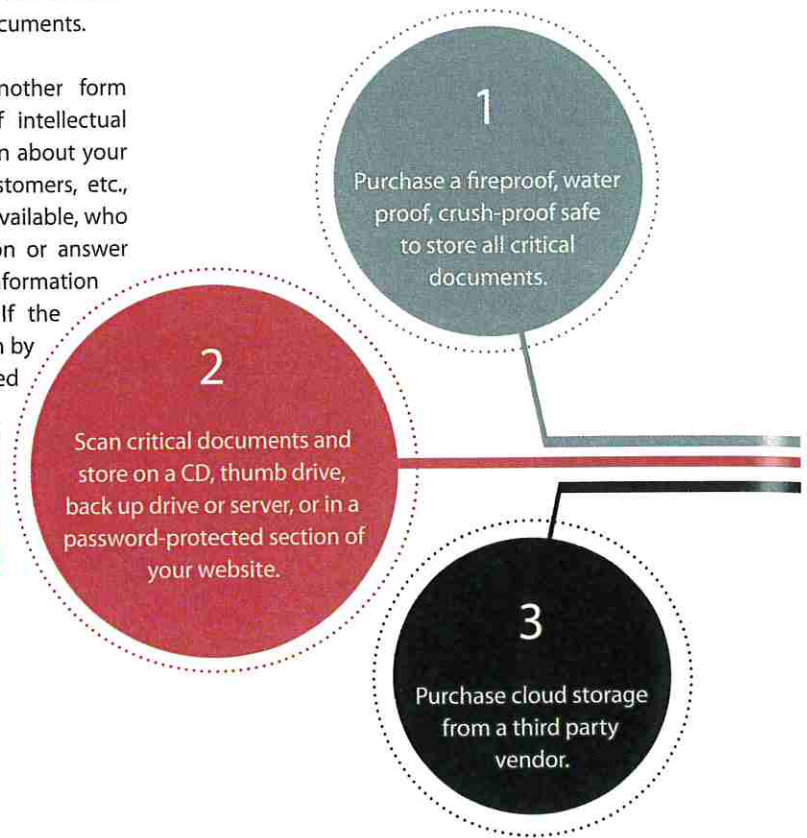 cuments.
nother form
f intellectual
n about your
stomers, etc.,
vailable, who
on or answer
nformation
If the
n by
ed
1
Purchase a fireproof, water
proof, crush-proof safe
to store all critical
documents.
2
Scan critical documents and
store on a CD, thumb drive,
back up drive or server, or in a
password-protected section of
your website.
3
Purchase cloud storage
from a third party
vendor.